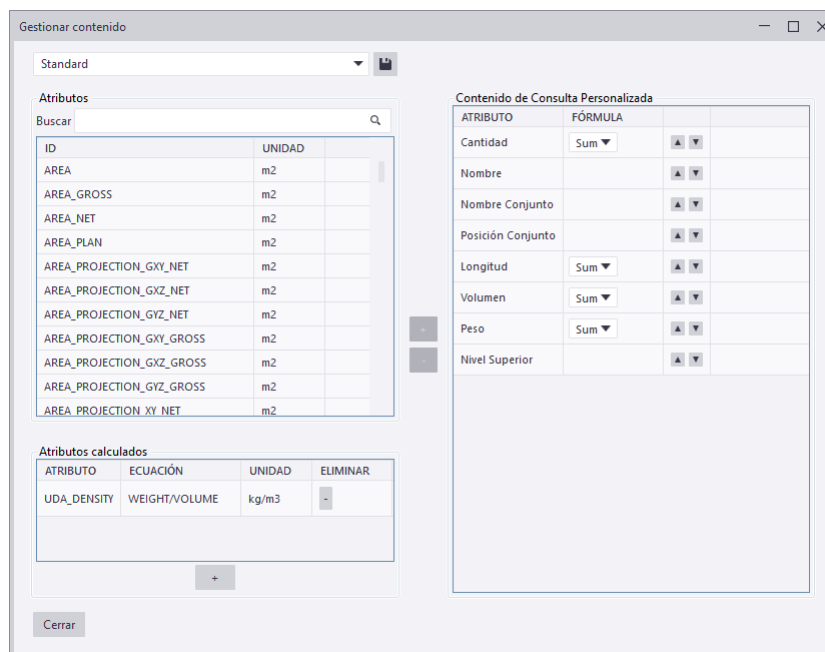 Gestionar contenido
Standard
Atributos
Buscar
ID UNIDAD
AREA m2
AREA_GROSS m2
AREA_NET m2
AREA_PLAN m2
AREA_PROJECTION_GXY_NET m2
AREA_PROJECTION_GXZ_NET m2
AREA_PROJECTION_GYZ_NET m2
AREA_PROJECTION_GXY_GROSS m2
AREA_PROJECTION_GXZ_GROSS m2
AREA_PROJECTION_GYZ_GROSS m2
AREA_PROJECTION_XY_NET m2
Atributos calculados
ATRIBUTO ECUACIÓN UNIDAD ELIMINAR
UDA_DENSITY WEIGHT/VOLUME kg/m3 -
+
Cerrar
+
-
Contenido de Consulta Personalizada
ATRIBUTO FÓRMULA
Cantidad Sum
Nombre
Nombre Conjunto
Posición Conjunto
Longitud Sum
Volumen Sum
Peso Sum
Nivel Superior